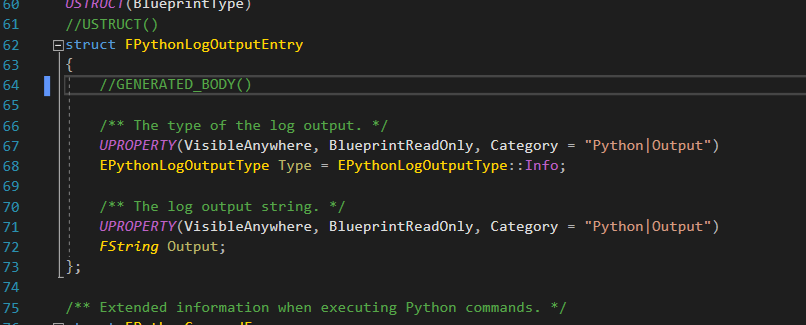 60 USTRUCT(BlueprintType)
61 //USTRUCT()
62 struct FPythonLogOutputEntry
63 {
64 //GENERATED_BODY()
65
66 /** The type of the log output. */
67 UPROPERTY(VisibleAnywhere, BlueprintReadOnly, Category = "Python|Output")
68 EPythonLogOutputType Type = EPythonLogOutputType::Info;
69
70 /** The log output string. */
71 UPROPERTY(VisibleAnywhere, BlueprintReadOnly, Category = "Python|Output")
72 FString Output;
73 };
74
75 /** Extended information when executing Python commands. */
76 struct